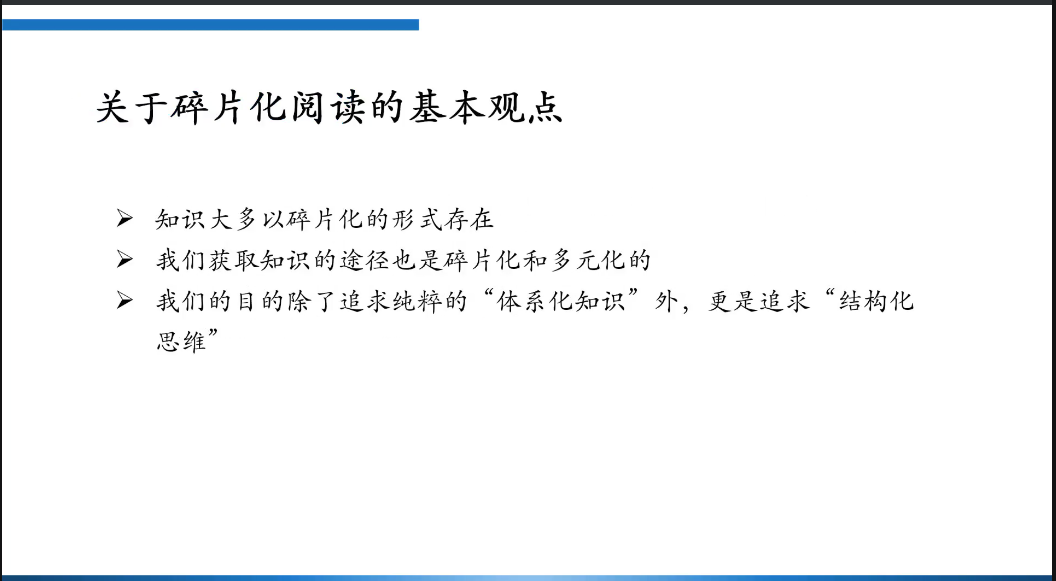 关于碎片化阅读的基本观点
➢ 知识大多以碎片化的形式存在
➢ 我们获取知识的途径也是碎片化和多元化的
➢ 我们的目的除了追求纯粹的“体系化知识”外，更是追求“结构化
思维”